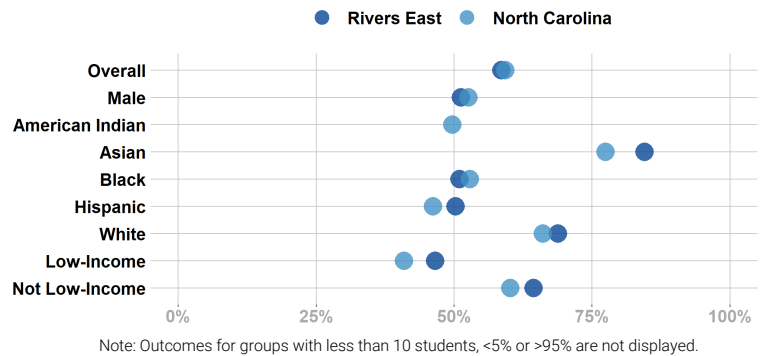 Rivers East North Carolina
Overall
Male
American Indian
Asian
Black
Hispanic
White
Low-Income
Not Low-Income
0% 25% 50% 75% 100%
Note: Outcomes for groups with less than 10 students, <5% or >95% are not displayed.